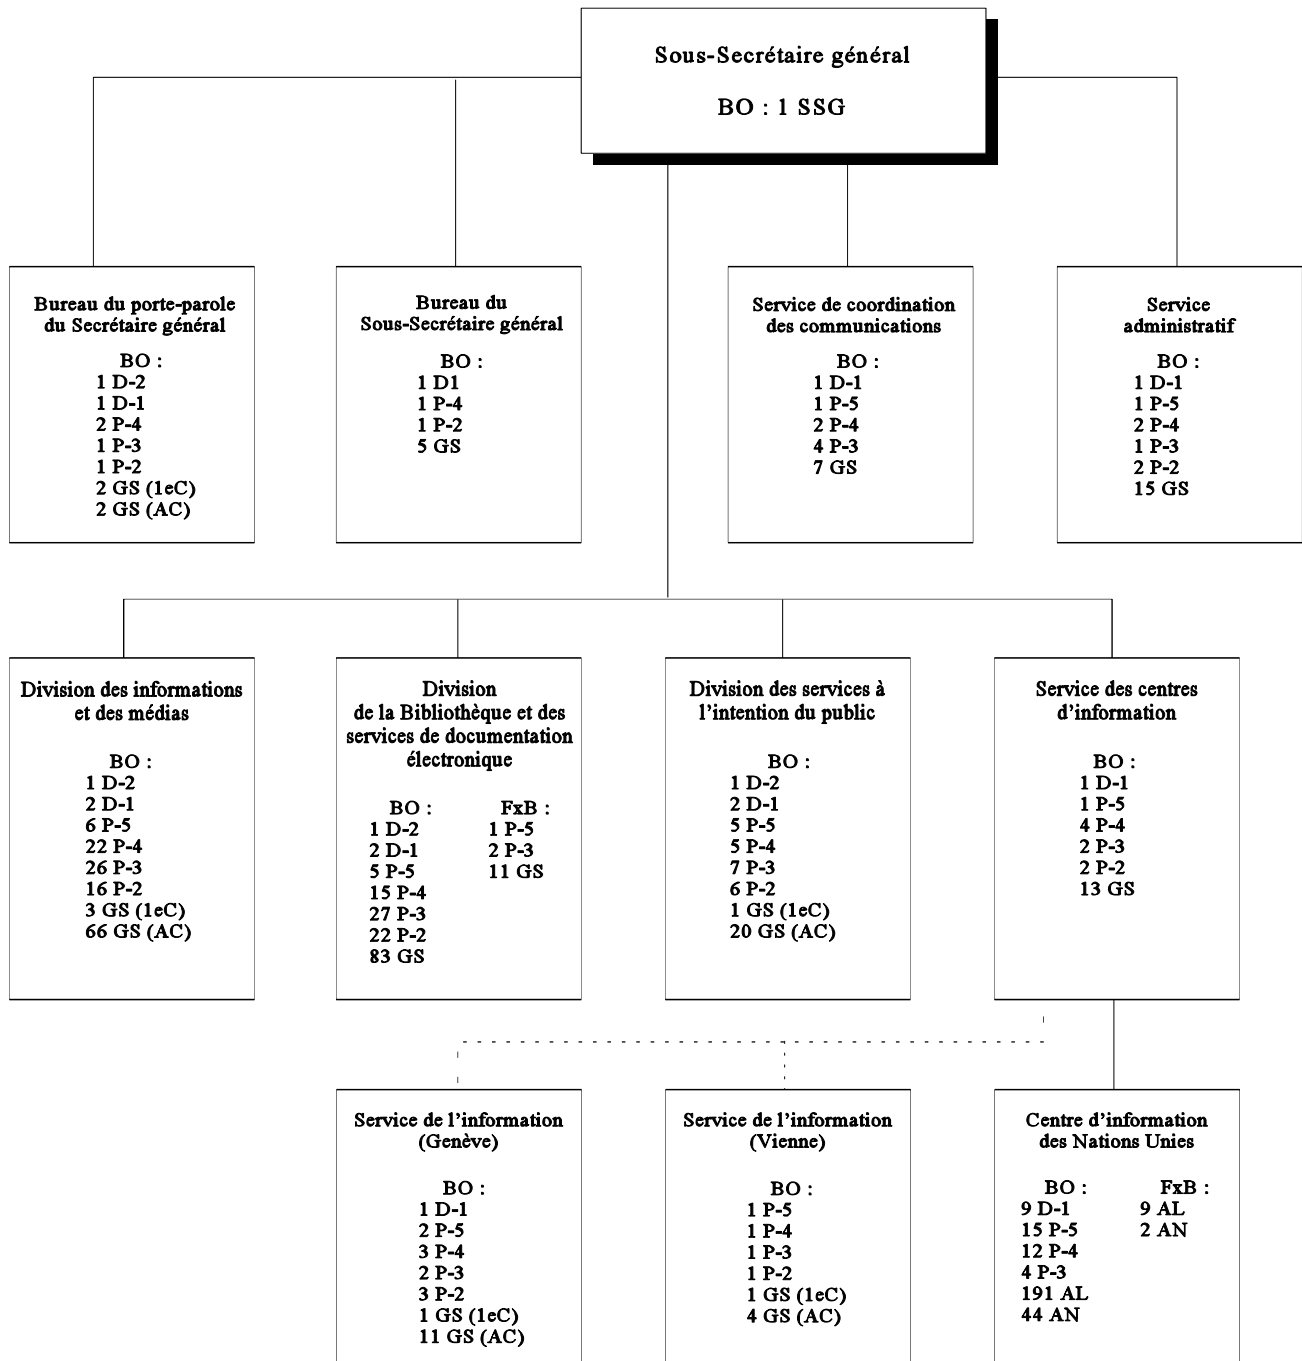 Sous-Secrétaire général
BO : 1 SSG
Bureau du porte-parole
du Secrétaire général
BO :
1 D-2
1 D-1
2 P-4
1 P-3
1 P-2
2 GS (1eC)
2 GS (AC)
Bureau du
Sous-Secrétaire général
BO :
1 D1
1 P-4
1 P-2
5 GS
Service de coordination
des communications
BO :
1 D-1
1 P-5
2 P-4
4 P-3
7 GS
Service
administratif
BO :
1 D-1
1 P-5
2 P-4
1 P-3
2 P-2
15 GS
Division des informations
et des médias
BO :
1 D-2
2 D-1
6 P-5
22 P-4
26 P-3
16 P-2
3 GS (1eC)
66 GS (AC)
Division
de la Bibliothèque et des
services de documentation
électronique
BO :
1 D-2
2 D-1
5 P-5
15 P-4
27 P-3
22 P-2
83 GS
FxB :
1 P-5
2 P-3
11 GS
Division des services à
l'intention du public
BO :
1 D-2
2 D-1
5 P-5
5 P-4
7 P-3
6 P-2
1 GS (1eC)
20 GS (AC)
Service des centres
d'information
BO :
1 D-1
1 P-5
4 P-4
2 P-3
2 P-2
13 GS
Service de l'information
(Genève)
BO :
1 D-1
2 P-5
3 P-4
2 P-3
3 P-2
1 GS (1eC)
11 GS (AC)
Service de l'information
(Vienne)
BO :
1 P-5
1 P-4
1 P-3
1 P-2
1 GS (1eC)
4 GS (AC)
Centre d'information
des Nations Unies
BO :
9 D-1
15 P-5
12 P-4
4 P-3
191 AL
44 AN
FxB :
9 AL
2 AN